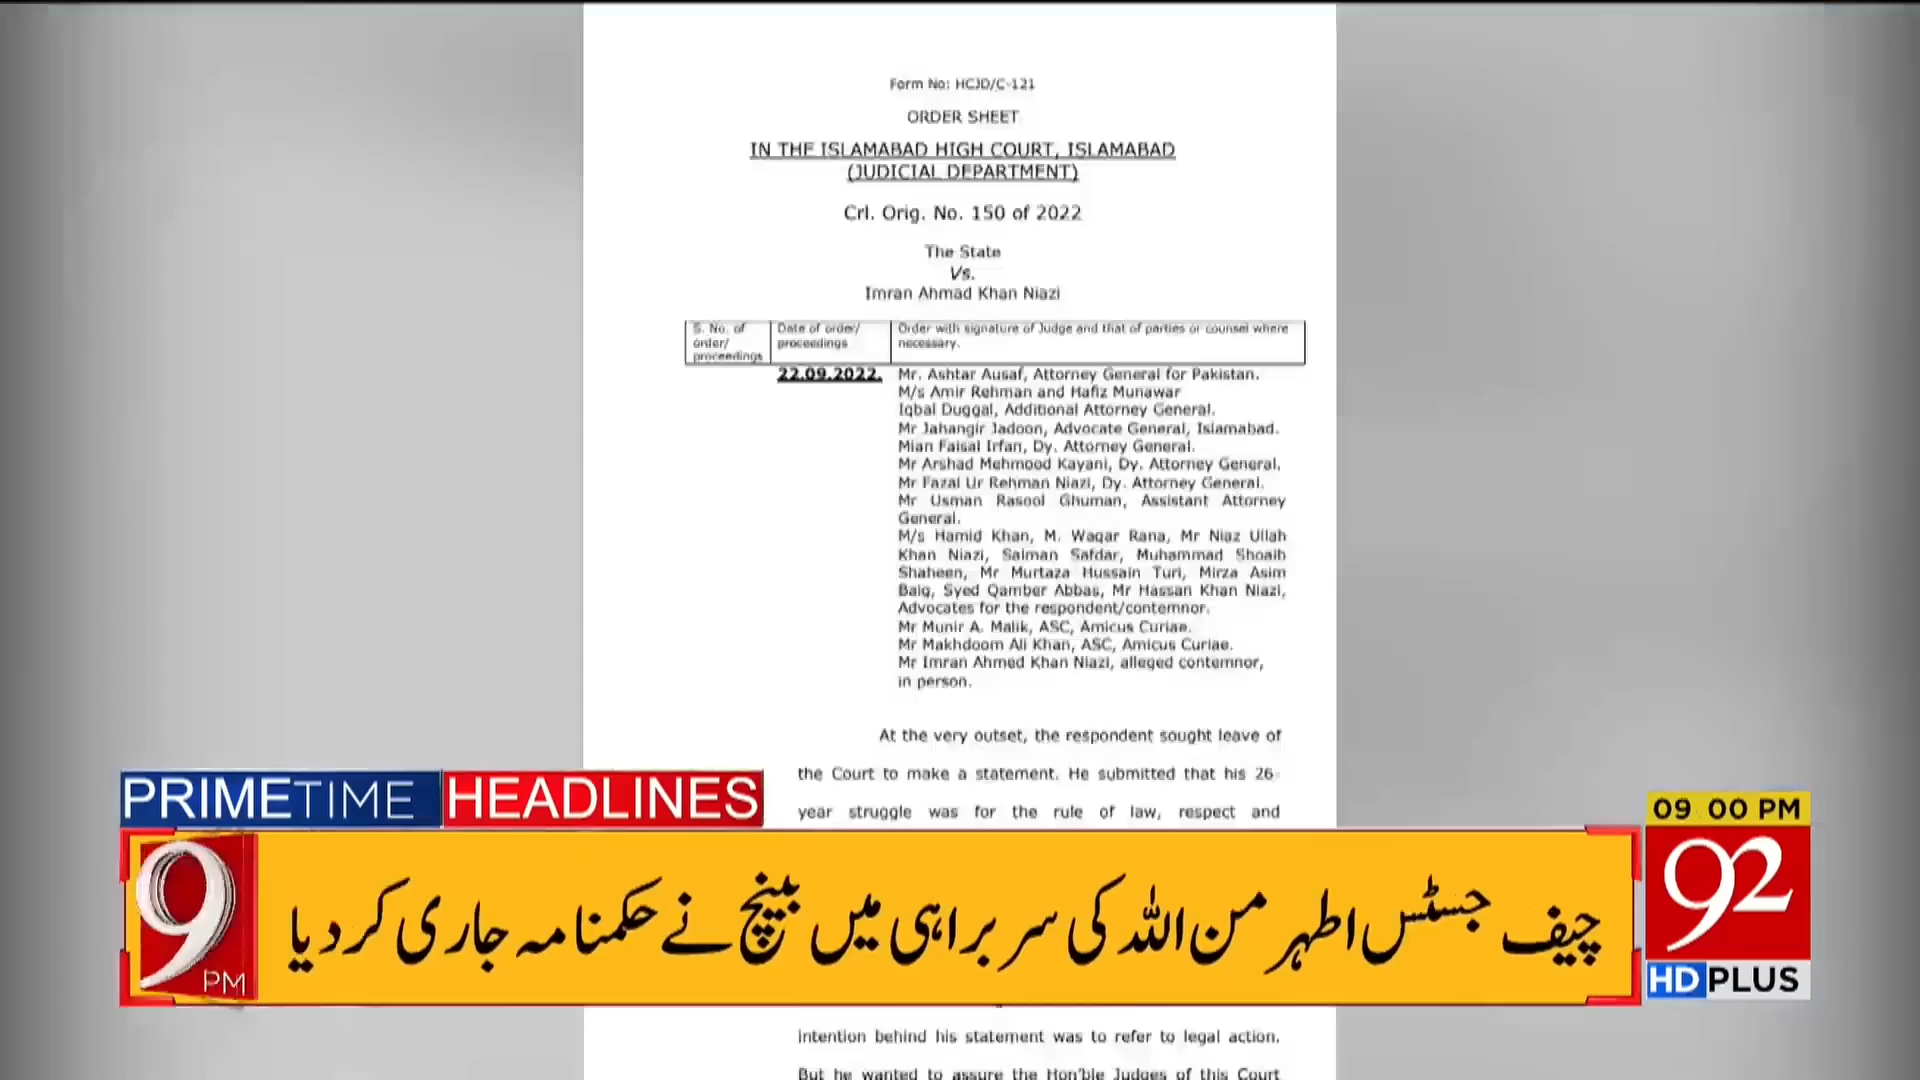 Form No: HCJD/C-121
ORDER SHEET
IN THE ISLAMABAD HIGH COURT, ISLAMABAD
(JUDICIAL DEPARTMENT)
Crl. Orig. No. 150 of 2022
The State
Vs.
Imran Ahmad Khan Niazi
S. No. of order/ proceedings
Date of order/ proceedings
Order with signature of Judge and that of parties or counsel where necessary.
22.09.2022.
Mr. Ashtar Ausaf, Attorney General for Pakistan.
M/s Amir Rehman and Hafiz Munawar
Iqbal Duggal, Additional Attorney General.
Mr Jahangir Jadoon, Advocate General, Islamabad.
Mian Faisal Irfan, Dy. Attorney General.
Mr Arshad Mehmood Kayani, Dy. Attorney General.
Mr Fazal Ur Rehman Niazi, Dy. Attorney General.
Mr Usman Rasool Ghuman, Assistant Attorney
General.
M/s Hamid Khan, M. Waqar Rana, Mr Niaz Ullah
Khan Niazi, Salman Safdar, Muhammad Shoaib
Shaheen, Mr Murtaza Hussain Turi, Mirza Asim
Baig, Syed Qamber Abbas, Mr Hassan Khan Niazi,
Advocates for the respondent/contemnor.
Mr Munir A. Malik, ASC, Amicus Curiae.
Mr Makhdoom Ali Khan, ASC, Amicus Curiae.
Mr Imran Ahmed Khan Niazi, alleged contemnor,
in person.
At the very outset, the respondent sought leave of
the Court to make a statement. He submitted that his 26-
year struggle was for the rule of law, respect and
PRIMETIME HEADLINES
9 PM
چیف جسٹس اطہر من اللہ کی سربراہی میں بینچ نے حکمنامہ جاری کردیا
09 00 PM
92
HD PLUS
intention behind his statement was to refer to legal action.
But he wanted to assure the Hon'ble Judges of this Court